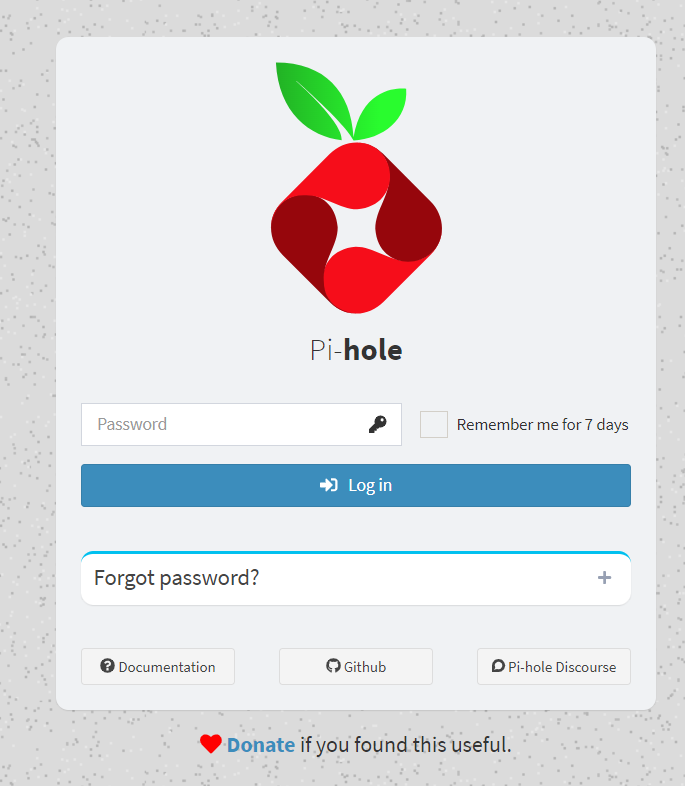 Pi-hole
Password
Remember me for 7 days
Log in
Forgot password?
Documentation
Github
Pi-hole Discourse
Donate if you found this useful.